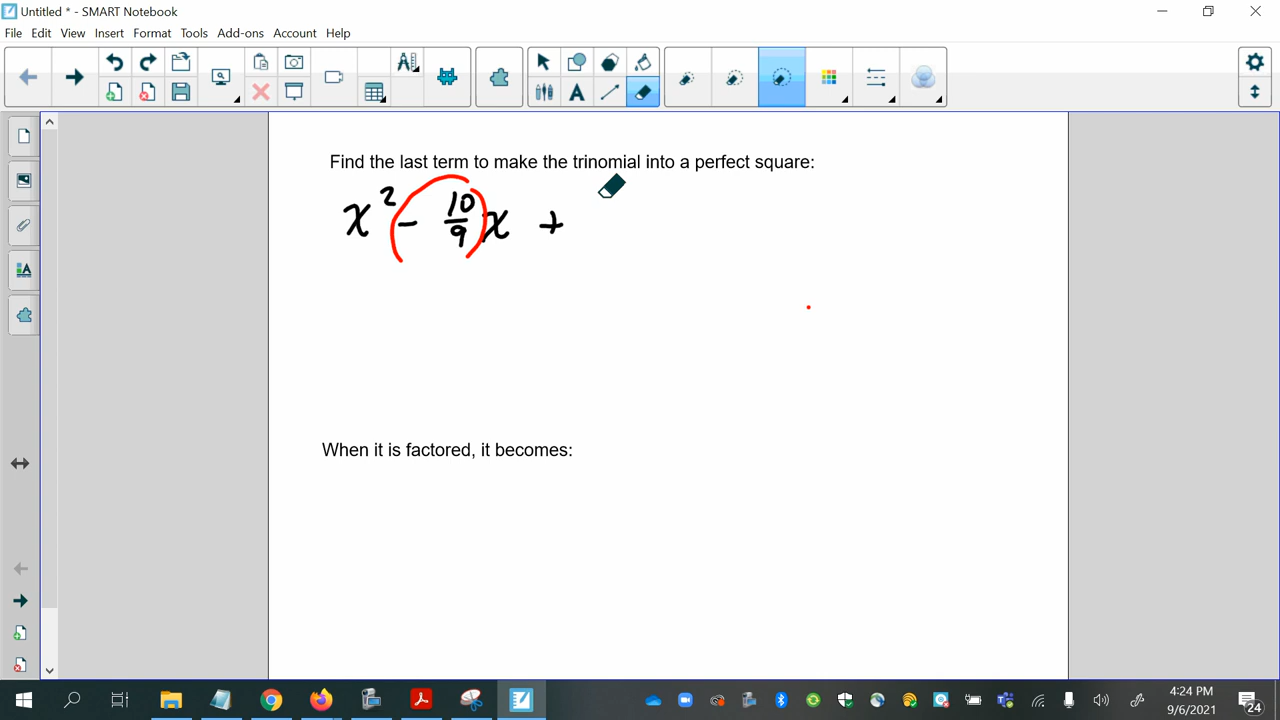 Untitled * - SMART Notebook
File Edit View Insert Format Tools Add-ons Account Help
Find the last term to make the trinomial into a perfect square:
x² - 10/9 x +
When it is factored, it becomes:
4:24 PM
9/6/2021
24